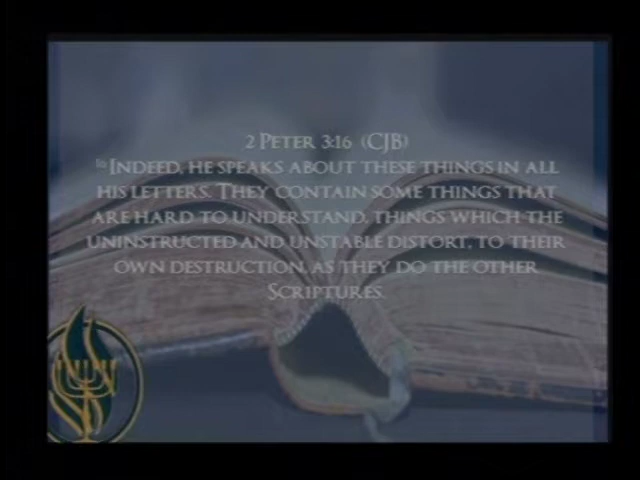 2 Peter 3:16 (CJB)
16 Indeed, he speaks about these things in all
his letters. They contain some things that
are hard to understand, things which the
uninstructed and unstable distort, to their
own destruction, as they do the other
Scriptures.